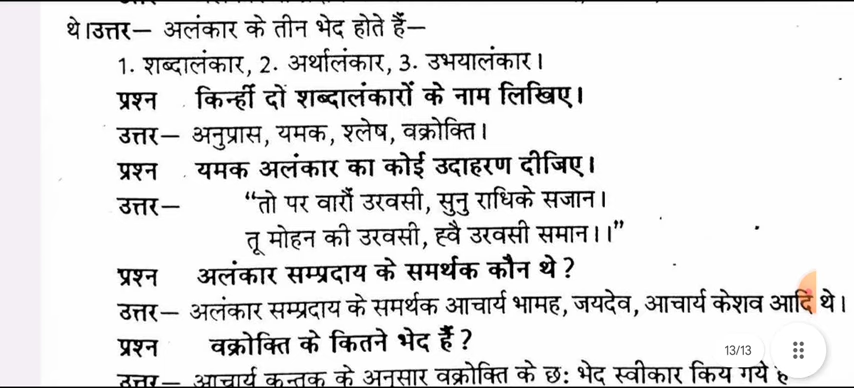 थे।उत्तर— अलंकार के तीन भेद होते हैं—
1. शब्दालंकार, 2. अर्थालंकार, 3. उभयालंकार।
प्रश्न किन्हीं दो शब्दालंकारों के नाम लिखिए।
उत्तर— अनुप्रास, यमक, श्लेष, वक्रोक्ति।
प्रश्न यमक अलंकार का कोई उदाहरण दीजिए।
उत्तर— “तो पर वारौं उरवसी, सुनु राधिके सजान।
तू मोहन की उरवसी, ह्वै उरवसी समान।।”
प्रश्न अलंकार सम्प्रदाय के समर्थक कौन थे ?
उत्तर— अलंकार सम्प्रदाय के समर्थक आचार्य भामह, जयदेव, आचार्य केशव आदि थे।
प्रश्न वक्रोक्ति के कितने भेद हैं ?
13/13
उत्तर— आचार्य कुन्तक के अनुसार वक्रोक्ति के छः भेद स्वीकार किय गये